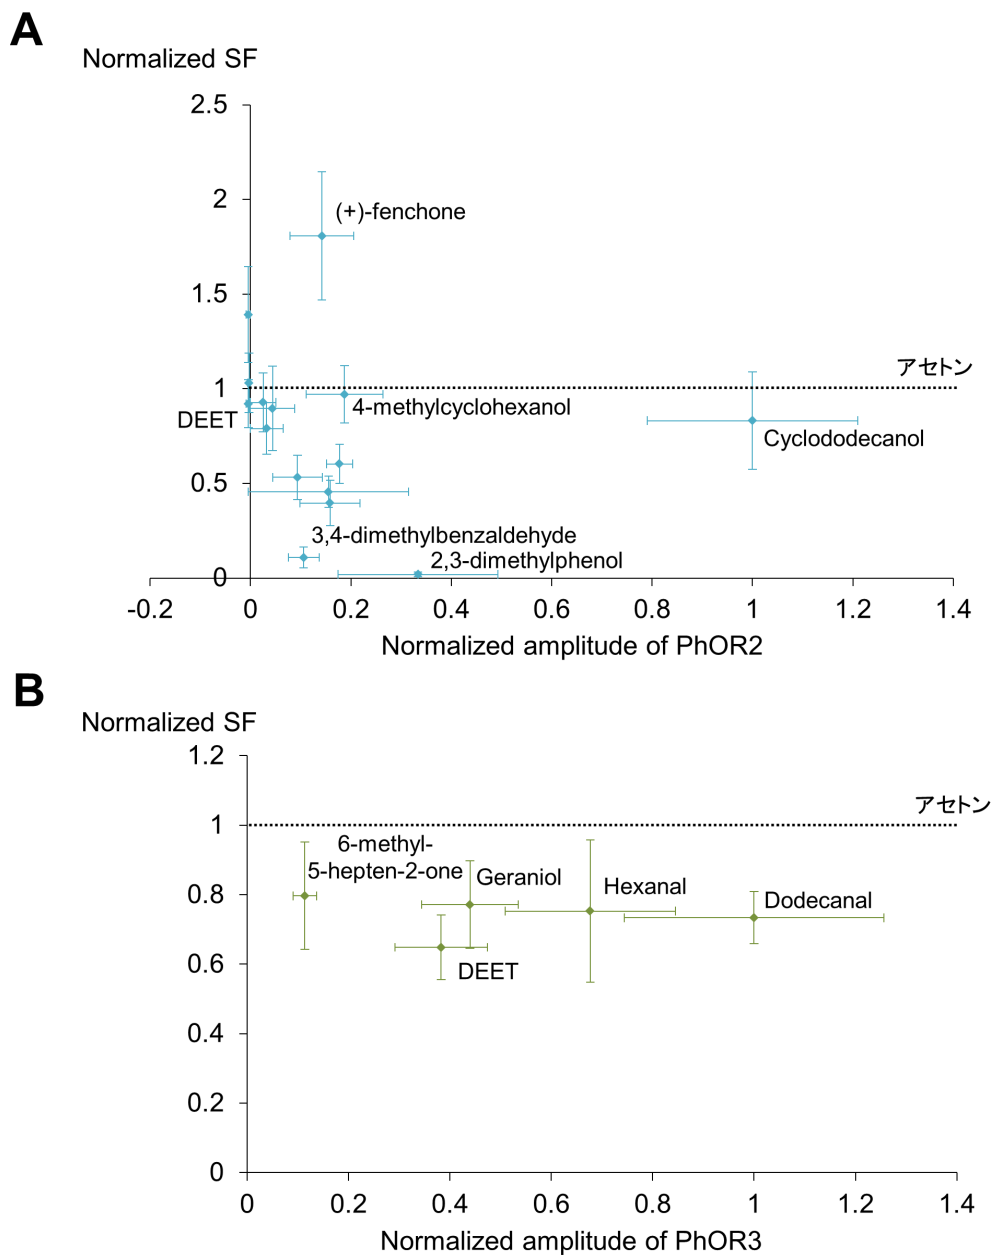 A
Normalized SF
2.5
2
(+)-fenchone
1.5
アセトン
1
4-methylcyclohexanol
DEET
Cyclododecanol
0.5
3,4-dimethylbenzaldehyde
2,3-dimethylphenol
0
-0.2 0 0.2 0.4 0.6 0.8 1 1.2 1.4
Normalized amplitude of PhOR2
B
Normalized SF
1.2
アセトン
1
6-methyl-
5-hepten-2-one
Geraniol
Hexanal
Dodecanal
0.8
DEET
0.6
0.4
0.2
0
0 0.2 0.4 0.6 0.8 1 1.2 1.4
Normalized amplitude of PhOR3